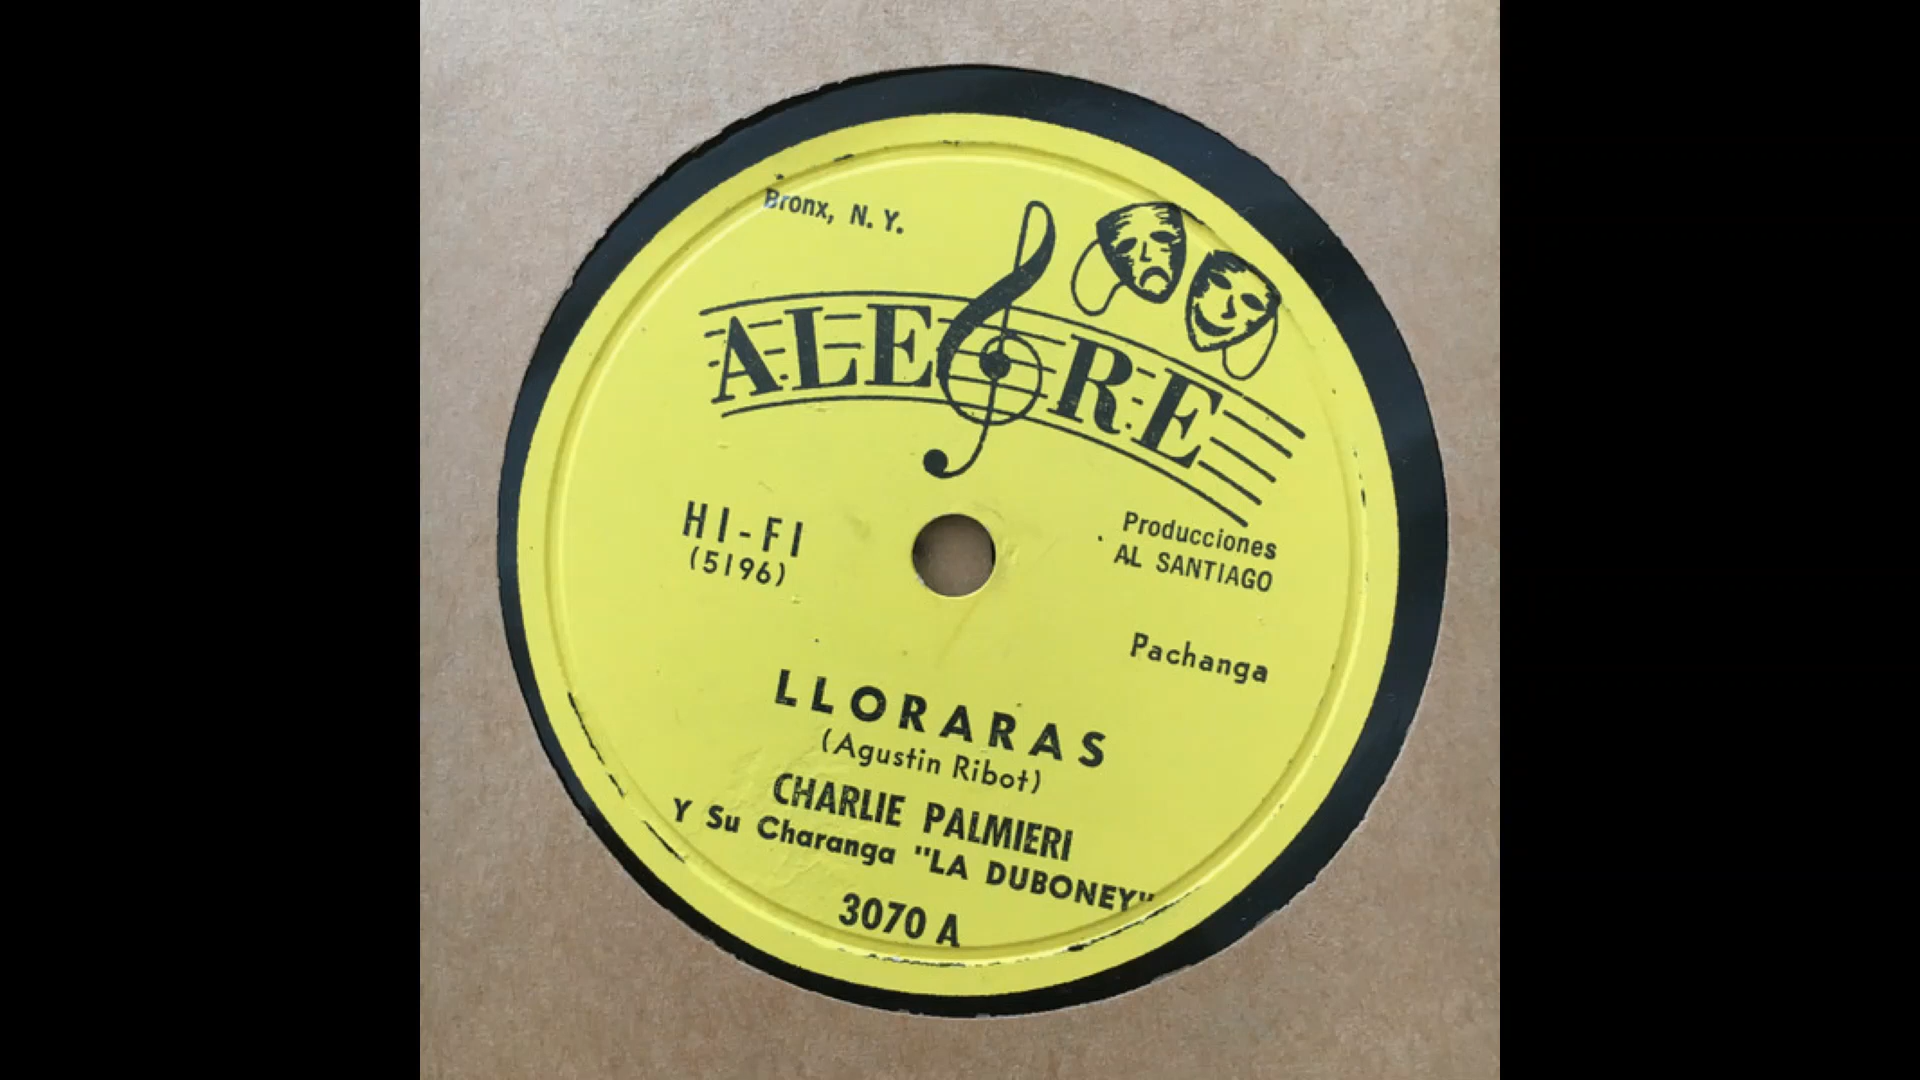 Bronx, N. Y.
ALEGRE
HI-FI
(5196)
Producciones
AL SANTIAGO
Pachanga
LLORARAS
(Agustin Ribot)
CHARLIE PALMIERI
Y Su Charanga "LA DUBONEY"
3070 A